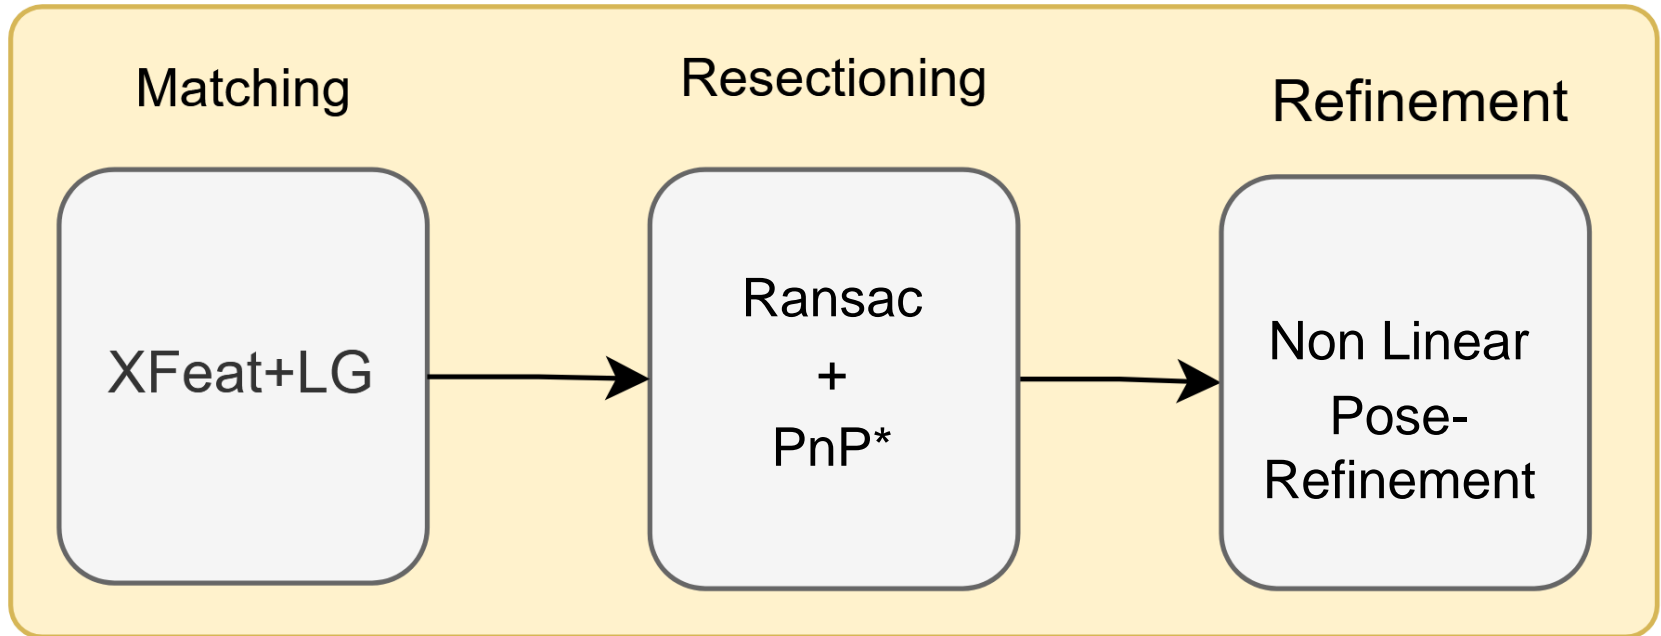 Matching
XFeat+LG
Resectioning
Ransac
+
PnP*
Refinement
Non Linear
Pose-
Refinement